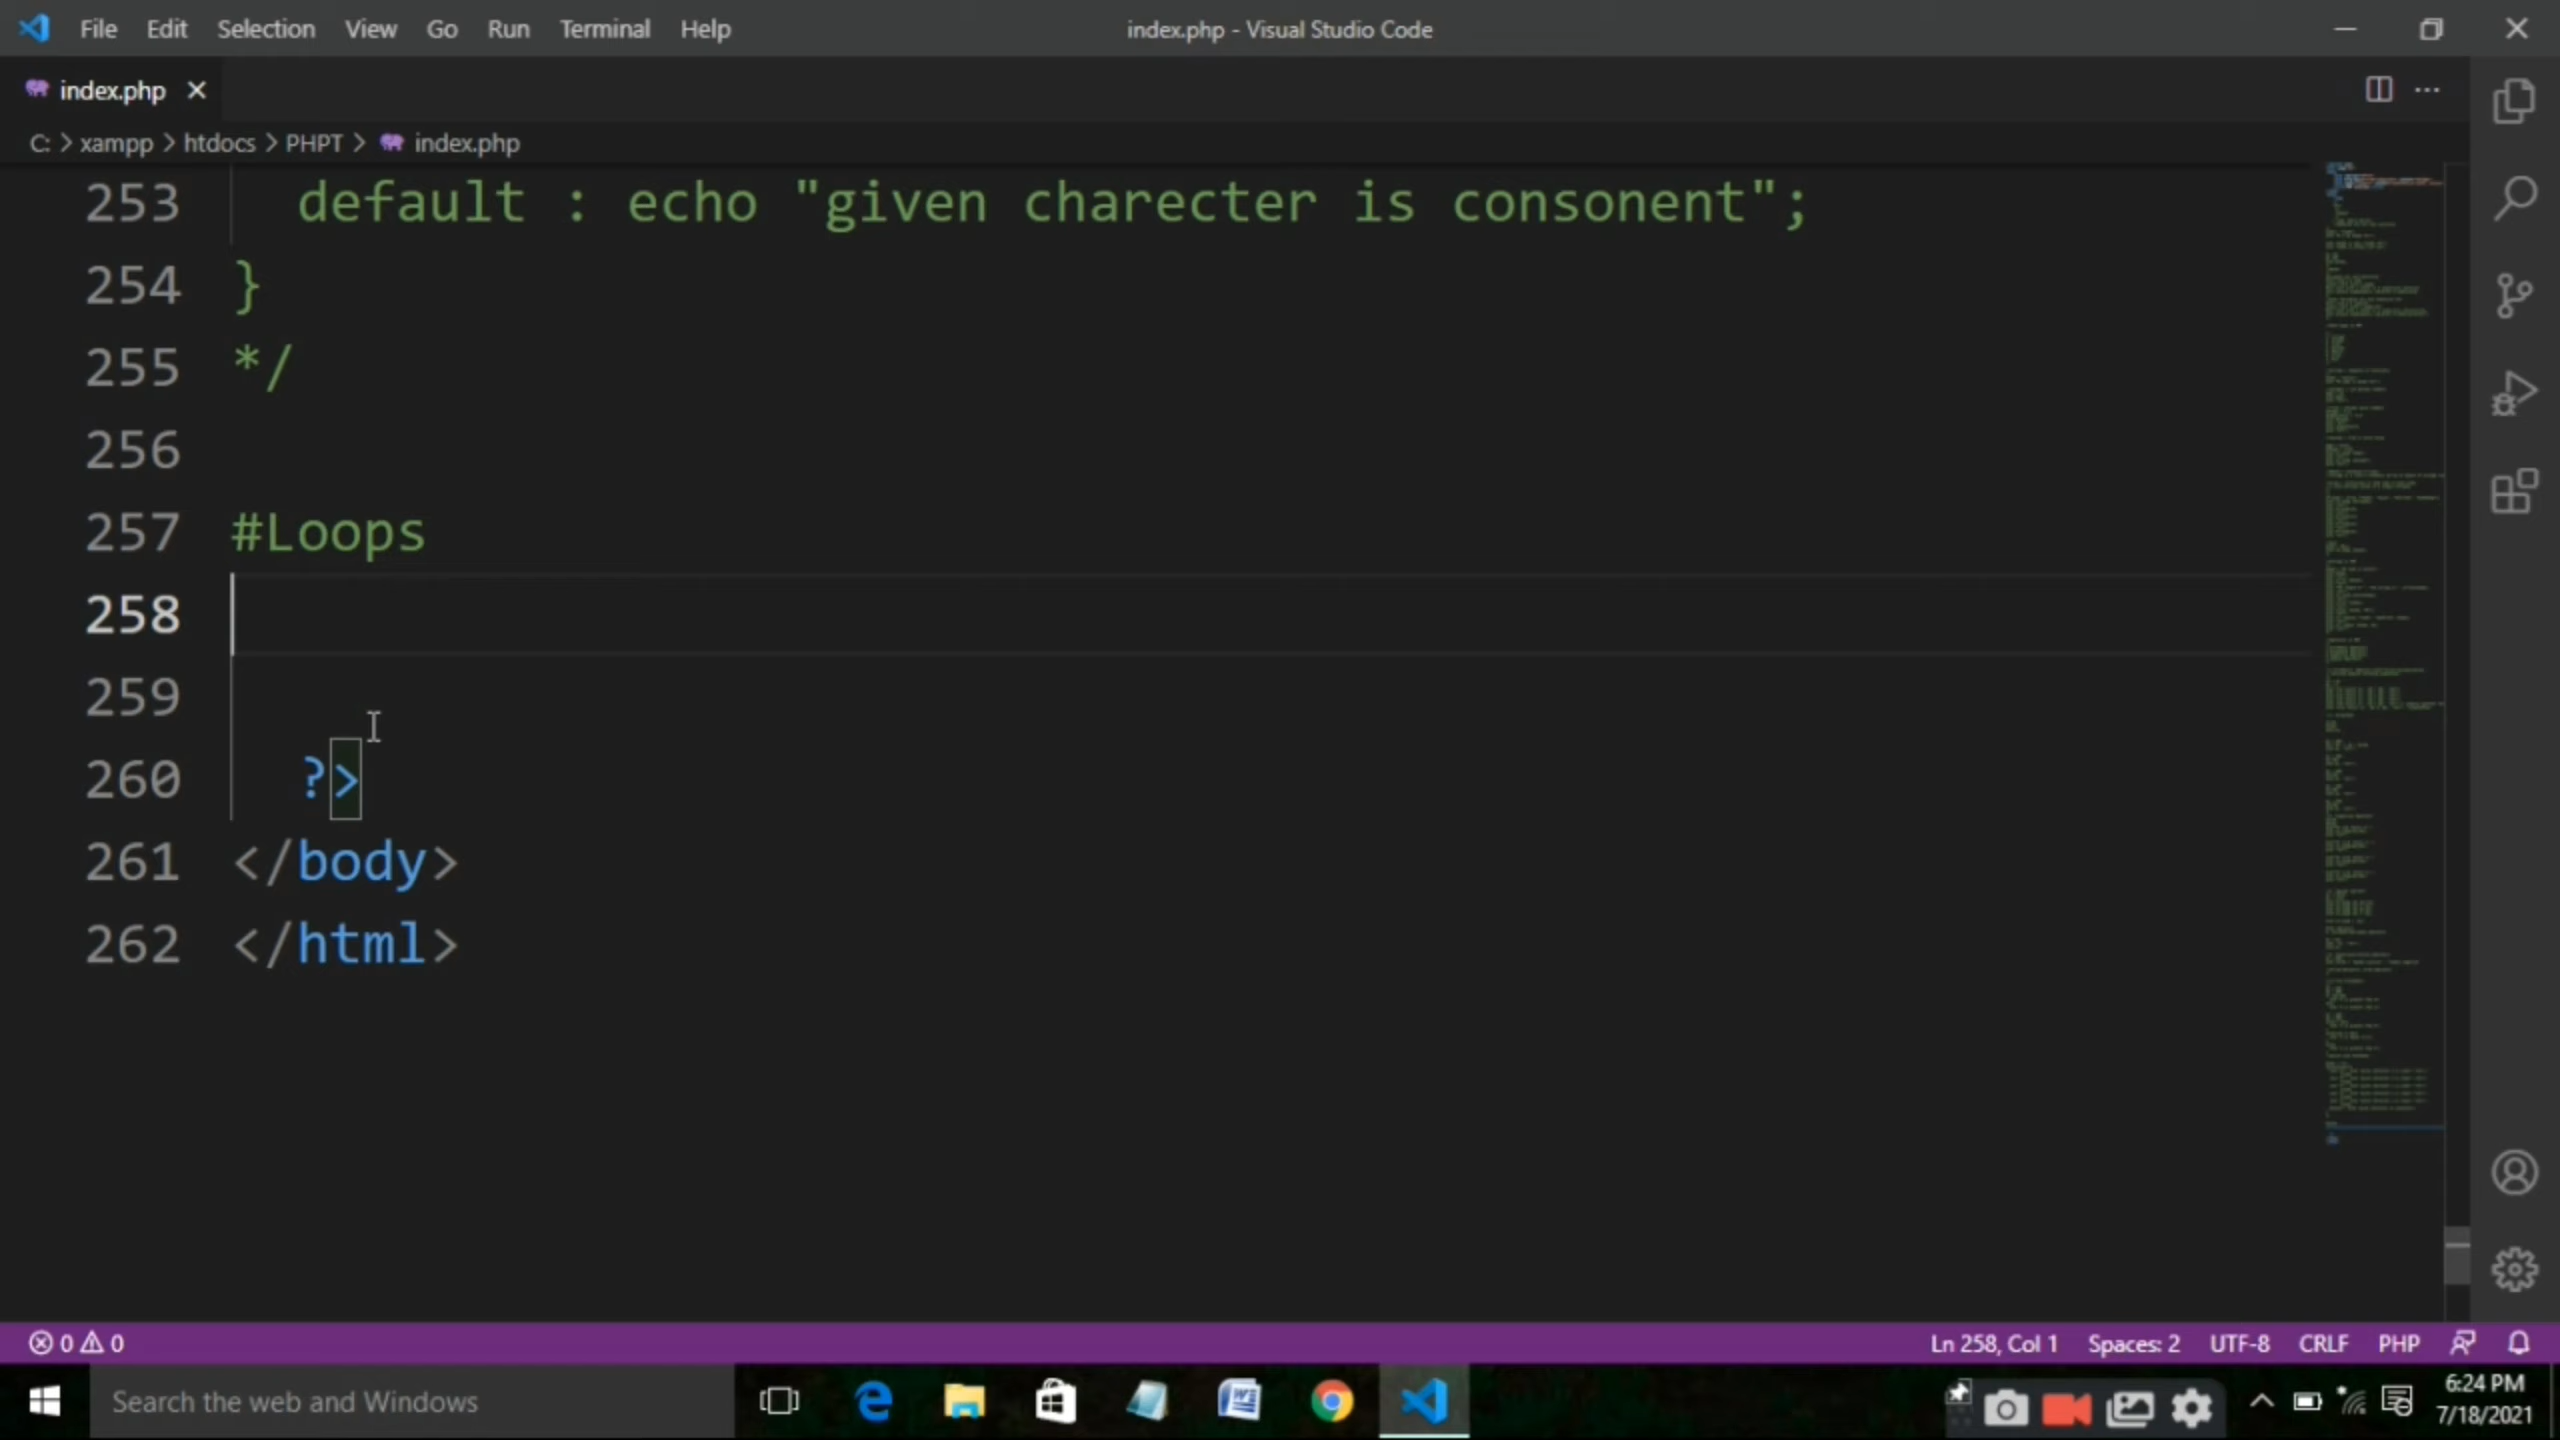 File Edit Selection View Go Run Terminal Help
index.php - Visual Studio Code
index.php
C: > xampp > htdocs > PHPT > index.php
253 default : echo "given charecter is consonent";
254 }
255 */
256
257 #Loops
258
259
260 ?>
261 </body>
262 </html>
0 0
Ln 258, Col 1 Spaces: 2 UTF-8 CRLF PHP
Search the web and Windows
6:24 PM
7/18/2021